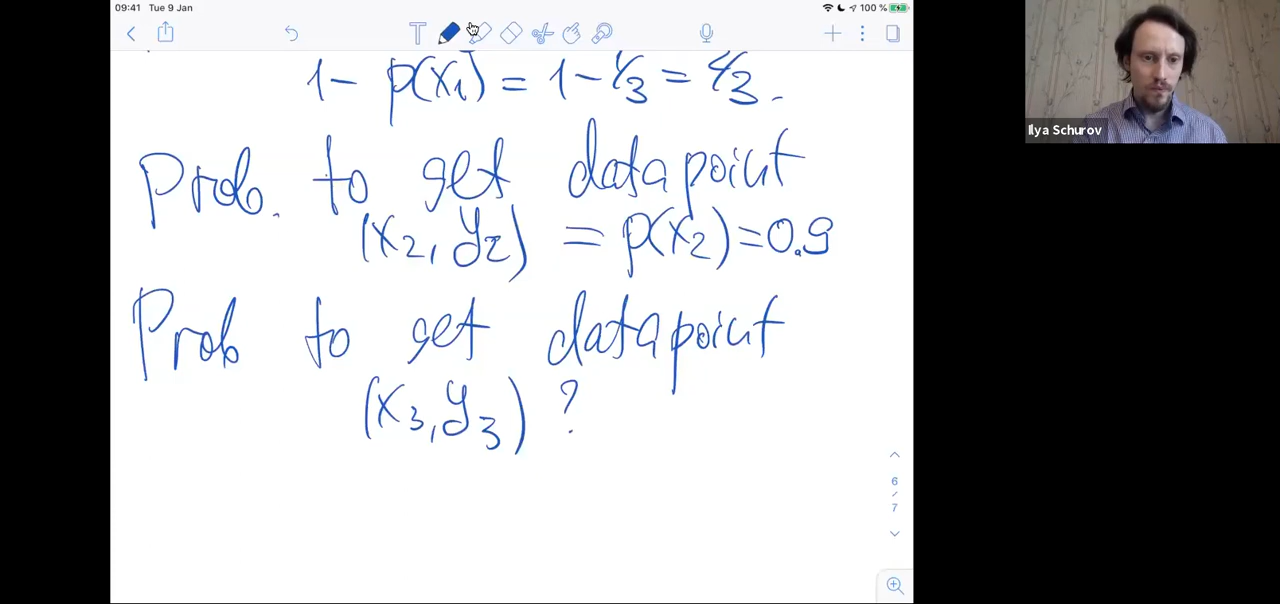 09:41 Tue 9 Jan 100 %
1 - p(x1) = 1 - 1/3 = 2/3.
Ilya Schurov
Prob. to get datapoint
(x2, y2) = p(x2) = 0.9
Prob to get datapoint
(x3, y3) ?
6
/
7